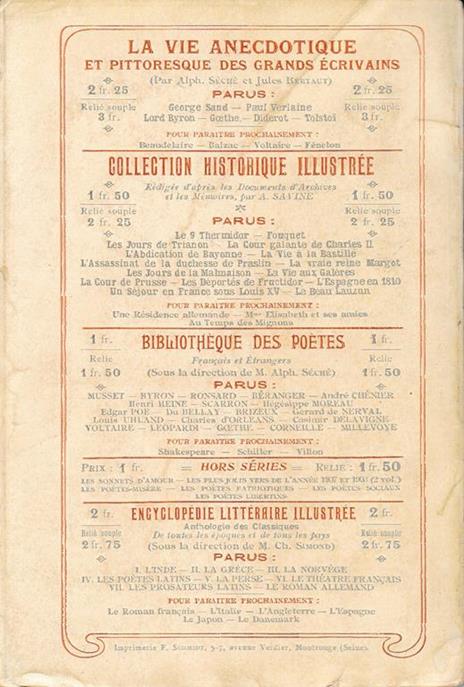 LA VIE ANECDOTIQUE
ET PITTORESQUE DES GRANDS ÉCRIVAINS
(Par Alph. SÉCHÉ et Jules BERTAUT)
2 fr. 25 PARUS : 2 fr. 25
Relié souple George Sand — Paul Verlaine Relié souple
3 fr. Lord Byron — Gœthe — Diderot — Tolstoï 3 fr.
POUR PARAITRE PROCHAINEMENT :
Beaudelaire — Balzac — Voltaire — Fénelon
COLLECTION HISTORIQUE ILLUSTRÉE
Rédigée d'après les Documents d'Archives
1 fr. 50 et les Mémoires, par A. SAVINE 1 fr. 50
Relié souple Relié souple
2 fr. 25 PARUS : 2 fr. 25
Le 9 Thermidor — Fouquet
Les Jours de Trianon — La Cour galante de Charles II
L'Abdication de Bayonne — La Vie à la Bastille
L'Assassinat de la duchesse de Praslin — La vraie reine Margot
Les Jours de la Malmaison — La Vie aux Galères
La Cour de Prusse — Les Déportés de Fructidor — L'Espagne en 1810
Un Séjour en France sous Louis XV — Le Beau Lauzun
POUR PARAITRE PROCHAINEMENT :
Une Résidence allemande — Mme Elisabeth et ses amies
Au Temps des Mignons
1 fr. BIBLIOTHÈQUE DES POÈTES 1 fr.
Relié Français et Étrangers Relié
1 fr. 50 (Sous la direction de M. Alph. SÉCHÉ) 1 fr. 50
PARUS :
MUSSET — BYRON — RONSARD — BÉRANGER — André CHÉNIER
Henri HEINE — SCARRON — Hégésippe MOREAU
Edgar POE — Du BELLAY — BRIZEUX — Gérard de NERVAL
Louis UHLAND — Charles d'ORLÉANS — Casimir DELAVIGNE
VOLTAIRE — LEOPARDI — GŒTHE — CORNEILLE — MILLEVOYE
POUR PARAITRE PROCHAINEMENT :
Shakespeare — Schiller — Villon
PRIX : 1 fr. = HORS SÉRIES = RELIÉ : 1 fr. 50
LES SONNETS D'AMOUR — LES PLUS JOLIS VERS DE L'ANNÉE 1907 ET 1908 (2 vol.)
LES POÈTES-MISÈRE — LES POÈTES PATRIOTIQUES — LES POÈTES SOCIAUX
LES POÈTES LIBERTINS
2 fr. ENCYCLOPÉDIE LITTÉRAIRE ILLUSTRÉE 2 fr.
Anthologie des Classiques
Relié souple De toutes les époques et de tous les pays Relié souple
2 fr. 75 (Sous la direction de M. Ch. SIMOND) 2 fr. 75
PARUS :
I. L'INDE — II. LA GRÈCE — III. LA NORVÈGE
IV. LES POÈTES LATINS — V. LA PERSE — VI. LE THÉATRE FRANÇAIS
VII. LES PROSATEURS LATINS — LE ROMAN ALLEMAND
POUR PARAITRE PROCHAINEMENT :
Le Roman français — L'Italie — L'Angleterre — L'Espagne
Le Japon — Le Danemark
Imprimerie F. SCHMIDT, 5-7, avenue Verdier, Montrouge (Seine).